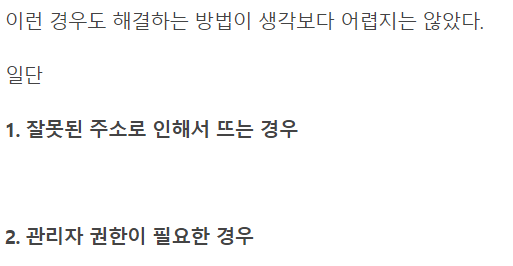 이런 경우도 해결하는 방법이 생각보다 어렵지는 않았다.
일단
1. 잘못된 주소로 인해서 뜨는 경우
2. 관리자 권한이 필요한 경우